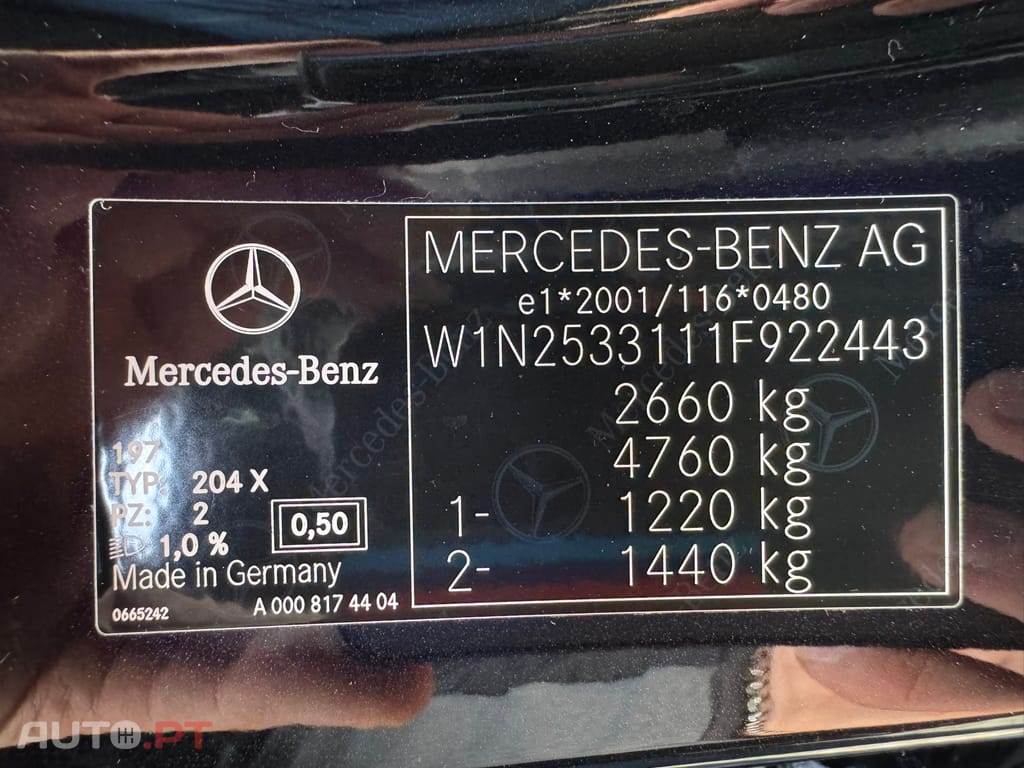 Mercedes-Benz
197
TYP: 204 X
PZ: 2
0,50
1,0 %
Made in Germany
0665242 A 000 817 44 04
MERCEDES-BENZ AG
e1*2001/116*0480
W1N2533111F922443
2660 kg
4760 kg
1- 1220 kg
2- 1440 kg
AUTO.PT